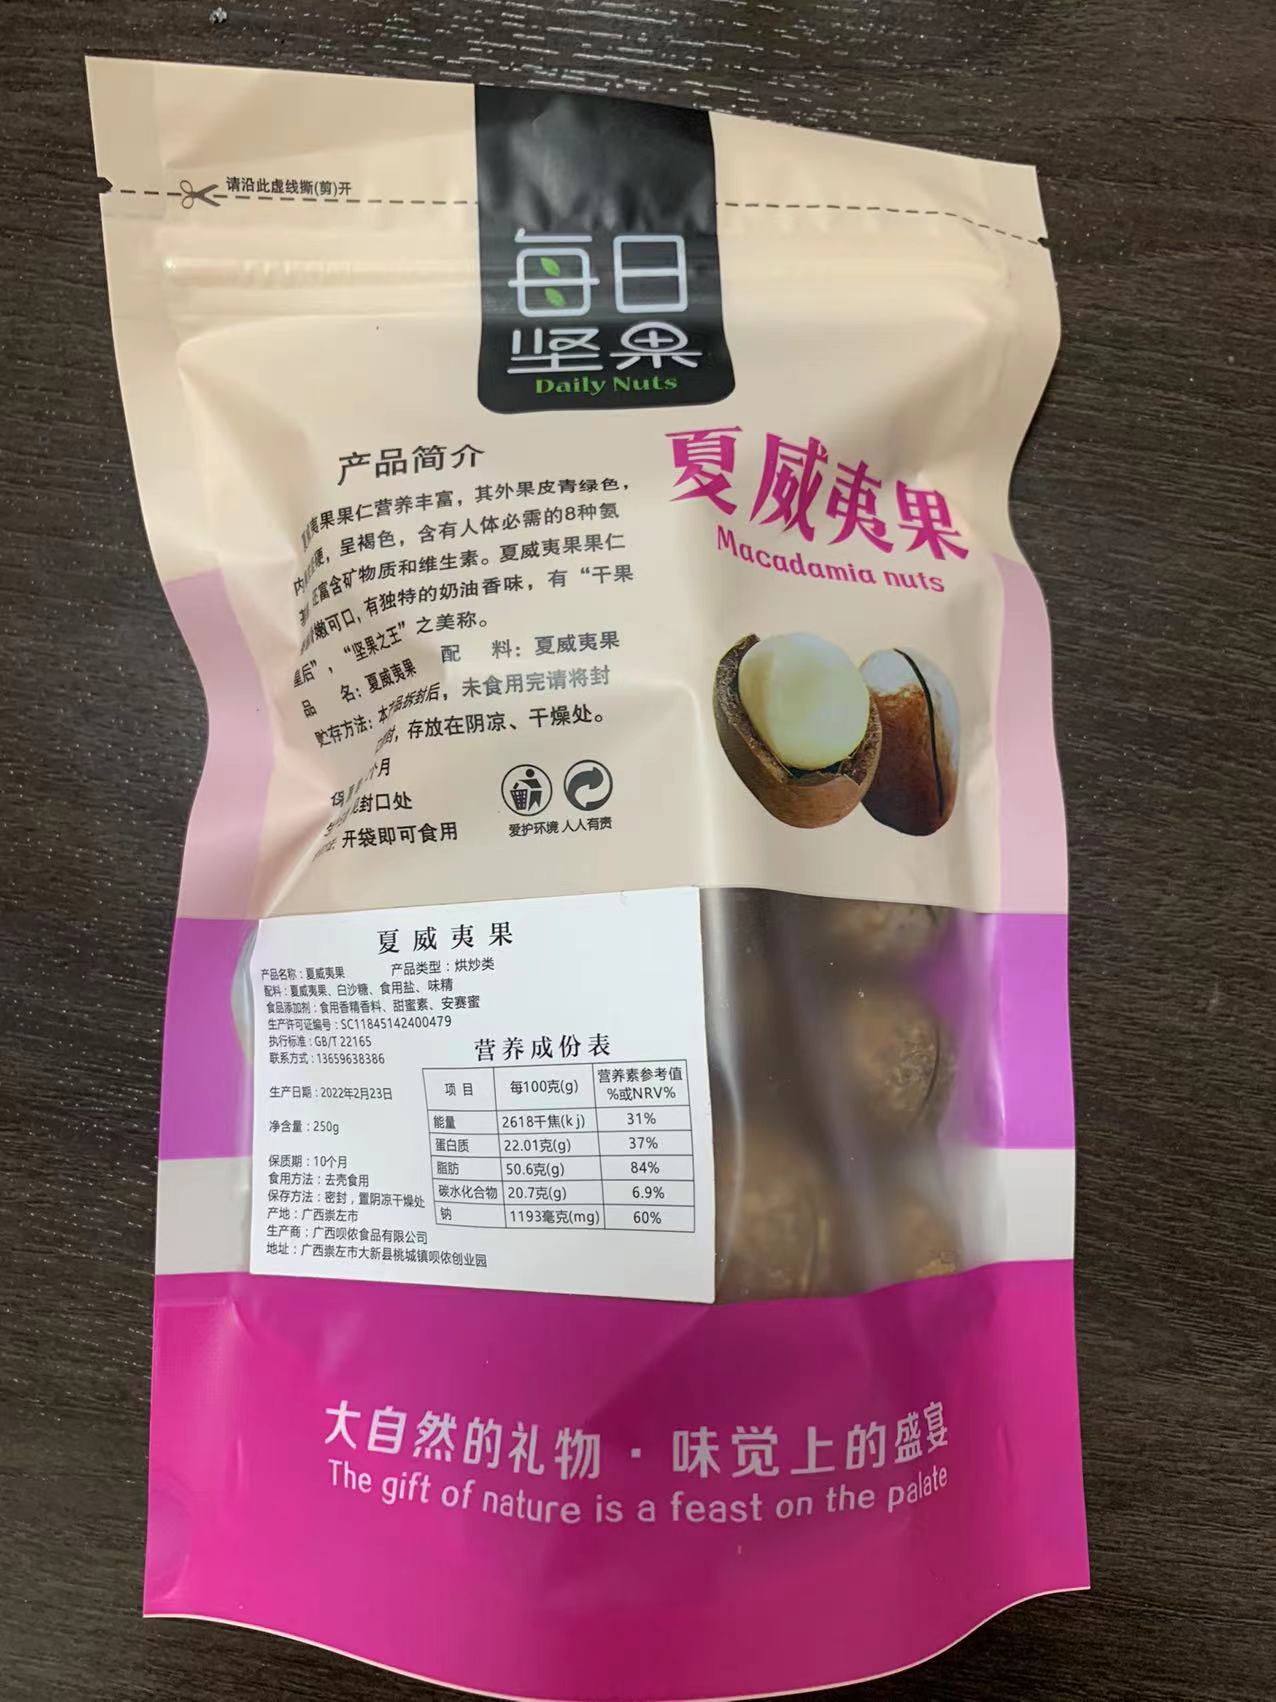 请沿此虚线撕(剪)开
每日
坚果
Daily Nuts
夏威夷果
Macadamia nuts
产品简介
夷果果仁营养丰富，其外果皮青绿色，
硬，呈褐色，含有人体必需的8种氨
还富含矿物质和维生素。夏威夷果果仁
嫩可口，有独特的奶油香味，有“干果
皇后”，“坚果之王”之美称。
品 名：夏威夷果 配 料：夏威夷果
贮存方法：本产品拆封后，未食用完请将封
存放在阴凉、干燥处。
个月
封口处
开袋即可食用
爱护环境 人人有责
夏威夷果
产品名称：夏威夷果 产品类型：烘炒类
配料：夏威夷果、白沙糖、食用盐、味精
食品添加剂：食用香精香料、甜蜜素、安赛蜜
生产许可证编号：SC11845142400479
执行标准：GB/T 22165
联系方式：13659638386
生产日期：2022年2月23日
净含量：250g
保质期：10个月
食用方法：去壳食用
保存方法：密封，置阴凉干燥处
产地：广西崇左市
生产商：广西呗侬食品有限公司
地址：广西崇左市大新县桃城镇呗侬创业园
营养成份表
项目 每100克(g) 营养素参考值%或NRV%
能量 2618千焦(kj) 31%
蛋白质 22.01克(g) 37%
脂肪 50.6克(g) 84%
碳水化合物 20.7克(g) 6.9%
钠 1193毫克(mg) 60%
大自然的礼物·味觉上的盛宴
The gift of nature is a feast on the palate